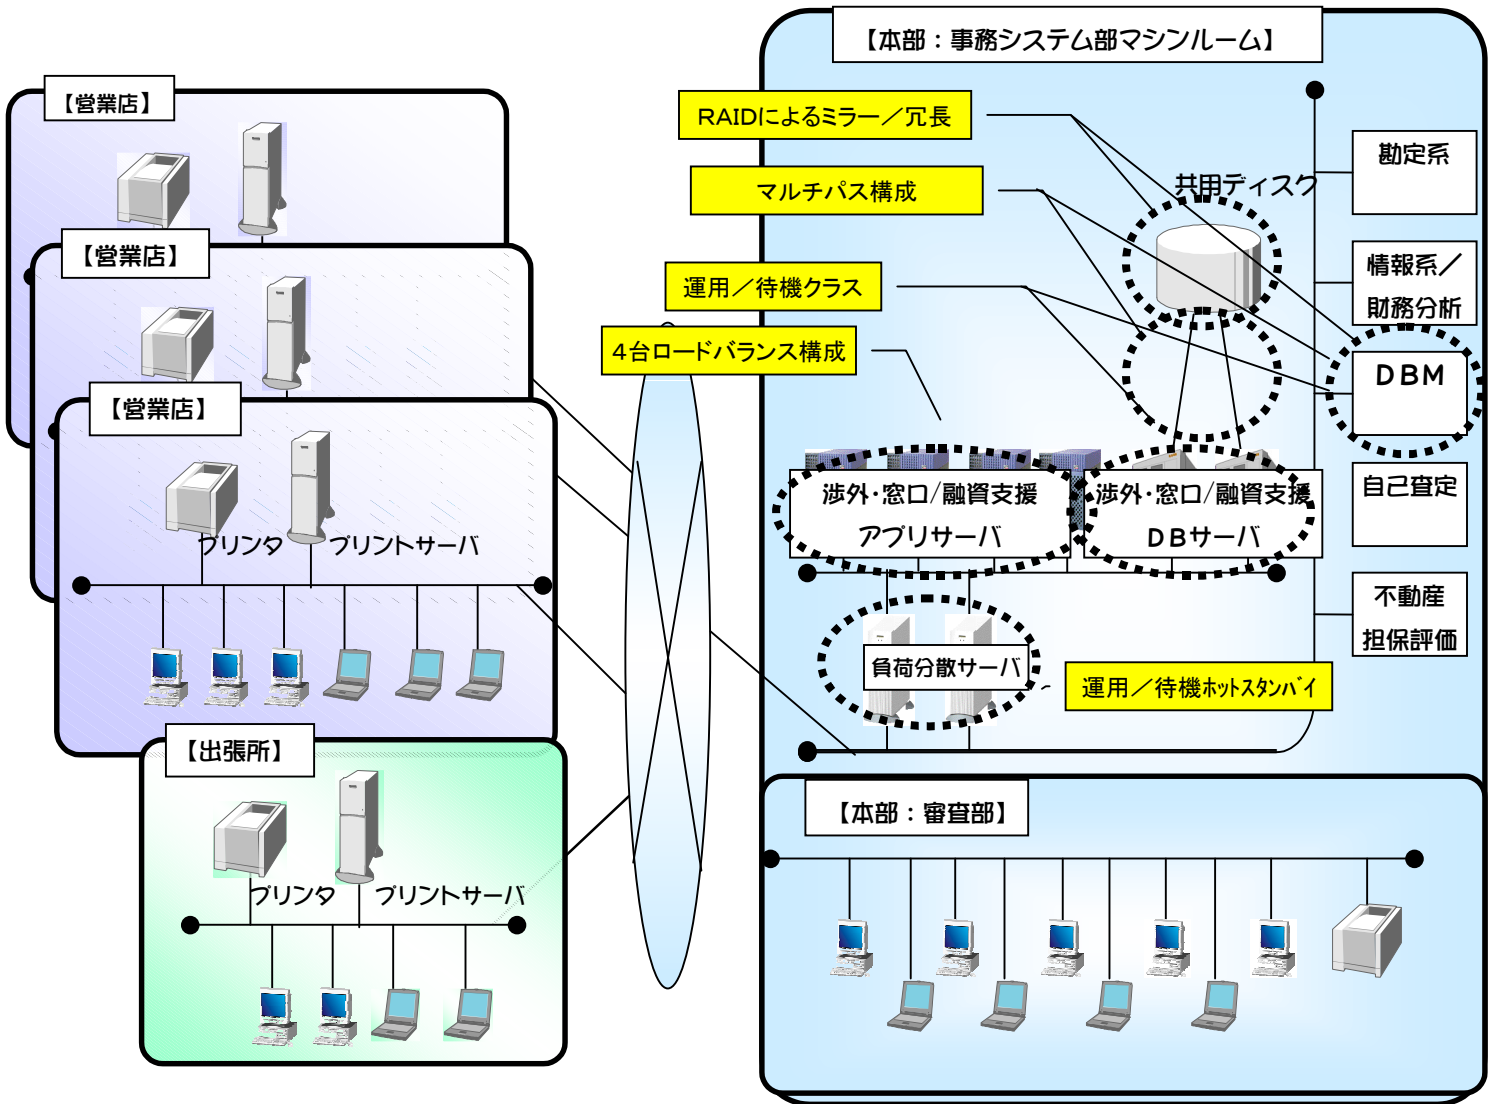 【営業店】
【営業店】
【営業店】
プリンタ
プリントサーバ
【出張所】
プリンタ
プリントサーバ
【本部：事務システム部マシンルーム】
RAIDによるミラー／冗長
マルチパス構成
運用／待機クラス
４台ロードバランス構成
共用ディスク
勘定系
情報系／
財務分析
ＤＢＭ
自己査定
不動産
担保評価
渉外・窓口/融資支援
アプリサーバ
渉外・窓口/融資支援
ＤＢサーバ
負荷分散サーバ
運用／待機ﾎｯﾄｽﾀﾝﾊﾞｲ
【本部：審査部】